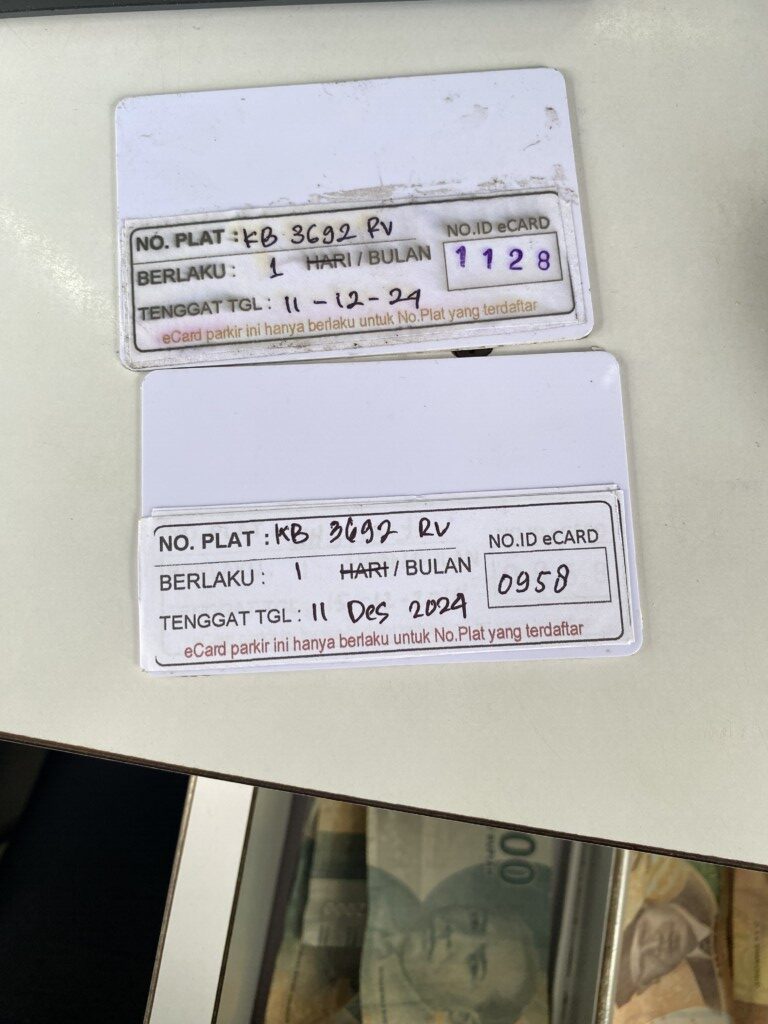 NO. PLAT : KB 3692 RV
NO.ID eCARD
BERLAKU : 1 HARI / BULAN
1128
TENGGAT TGL : 11 - 12 - 24
eCard parkir ini hanya berlaku untuk No.Plat yang terdaftar
NO. PLAT : KB 3692 RV
NO.ID eCARD
BERLAKU : 1 HARI / BULAN
0958
TENGGAT TGL : 11 Des 2024
eCard parkir ini hanya berlaku untuk No.Plat yang terdaftar
00